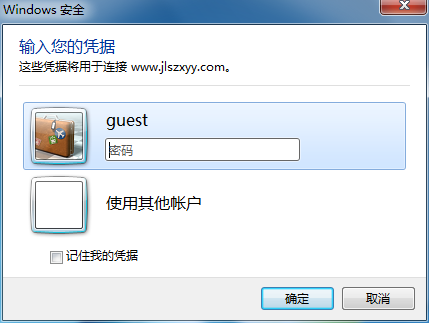 Windows 安全
输入您的凭据
这些凭据将用于连接 www.jlszxyy.com。
guest
密码
使用其他帐户
记住我的凭据
确定
取消